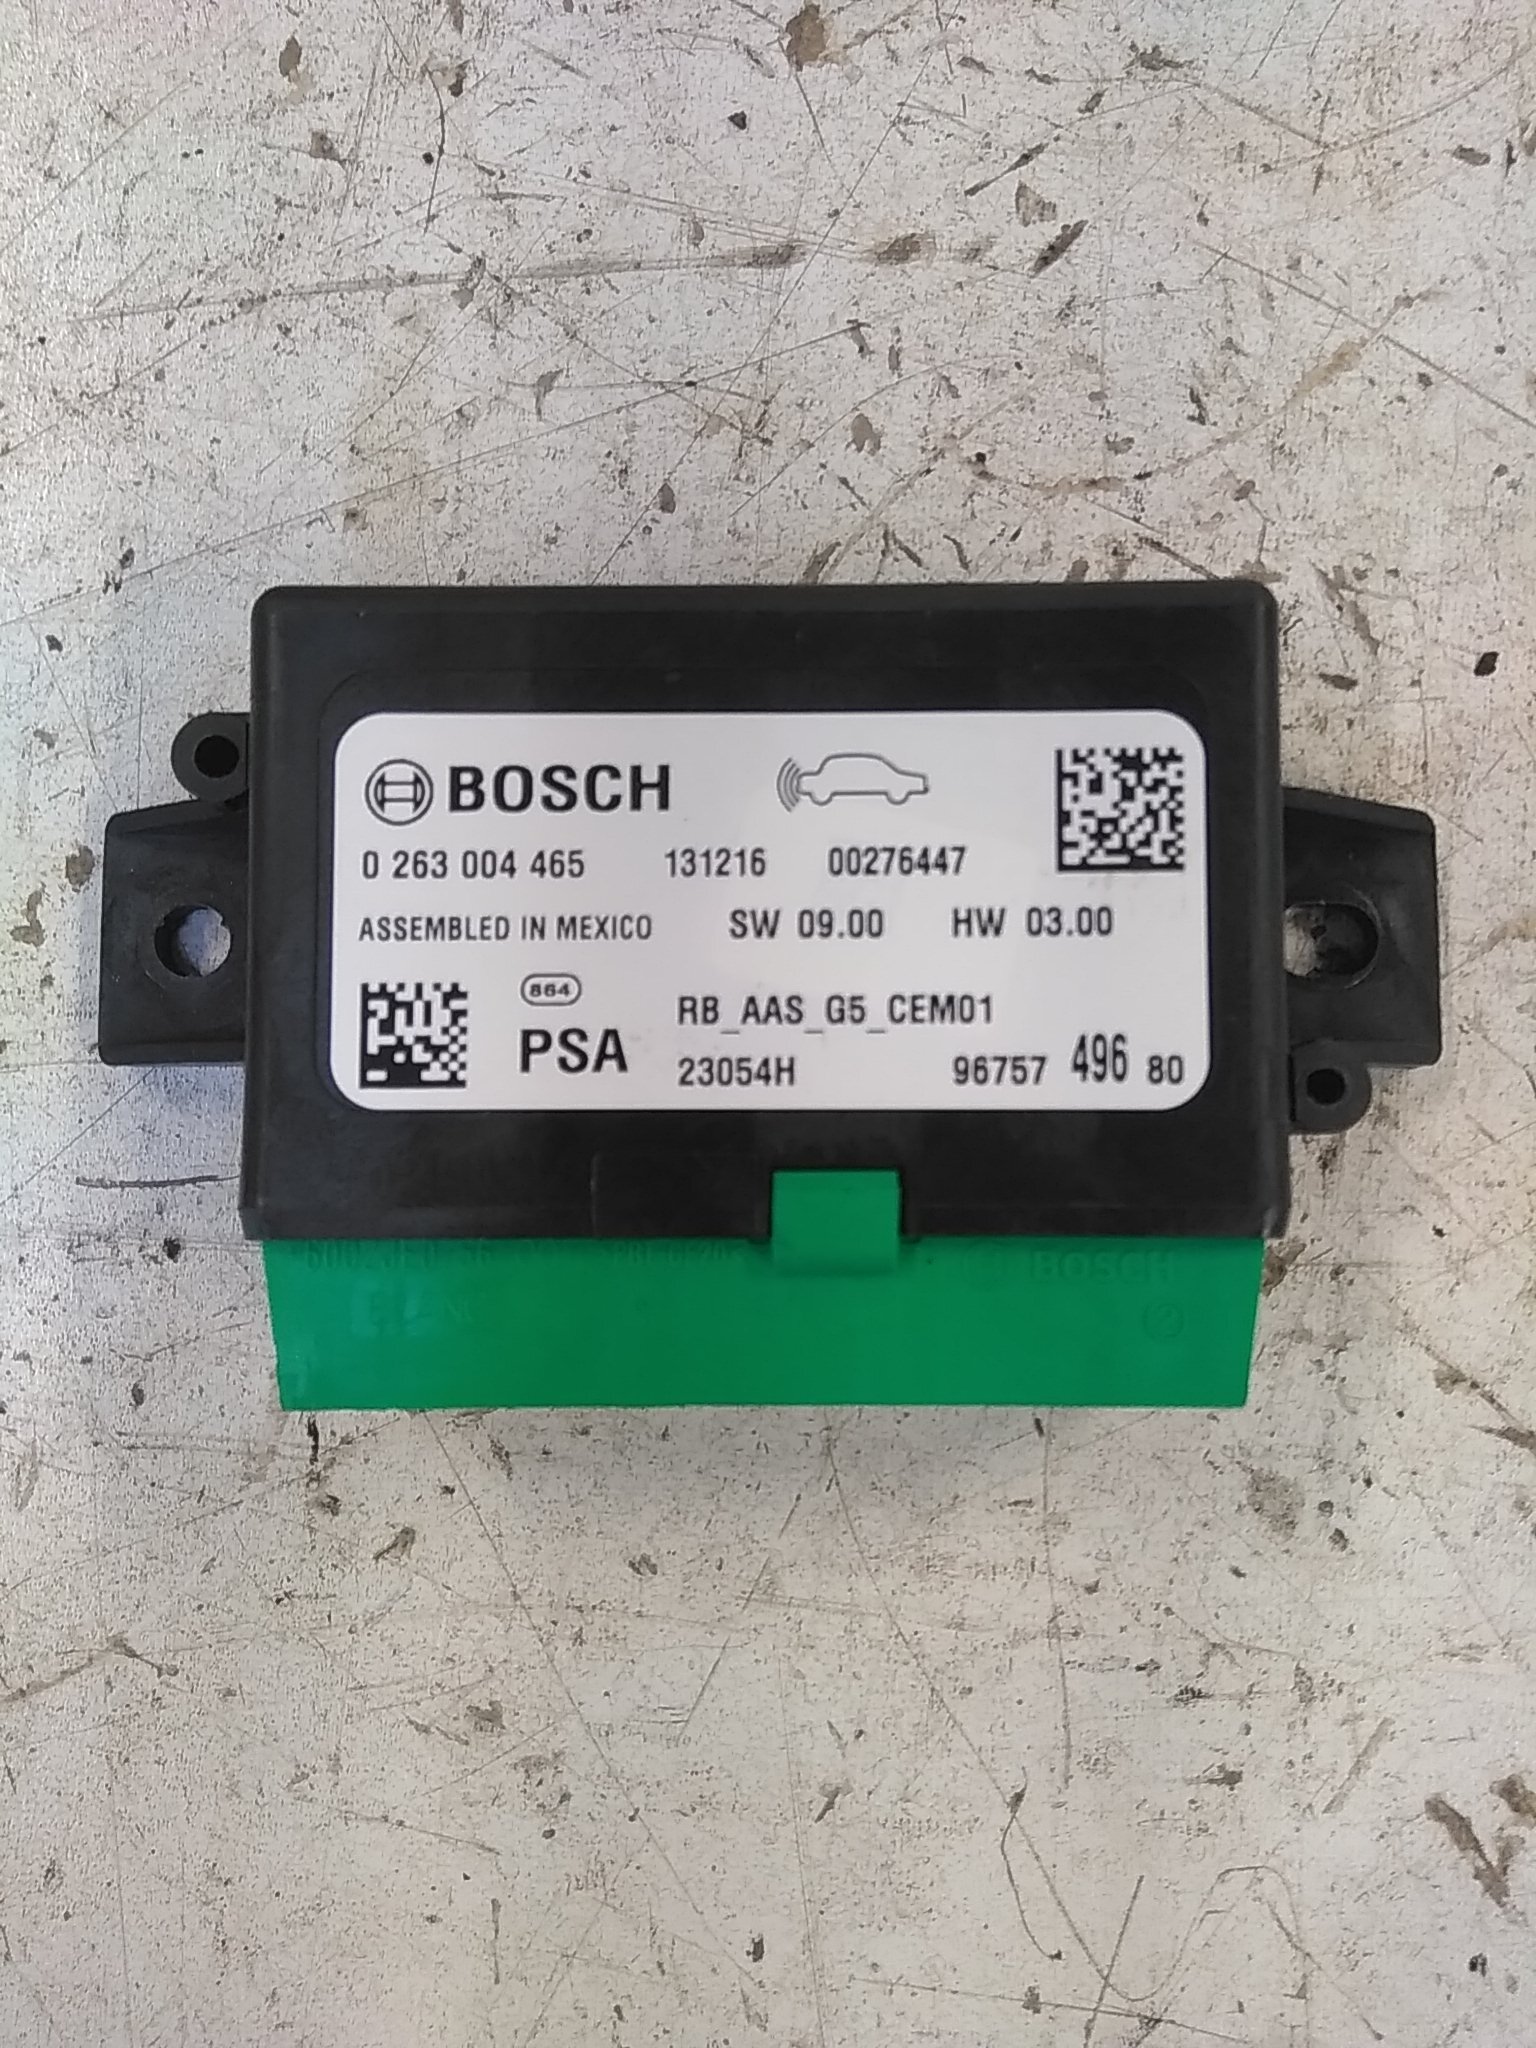 BOSCH
0 263 004 465 131216 00276447
ASSEMBLED IN MEXICO SW 09.00 HW 03.00
864
PSA RB_AAS_G5_CEM01
23054H 96757 496 80
BOSCH